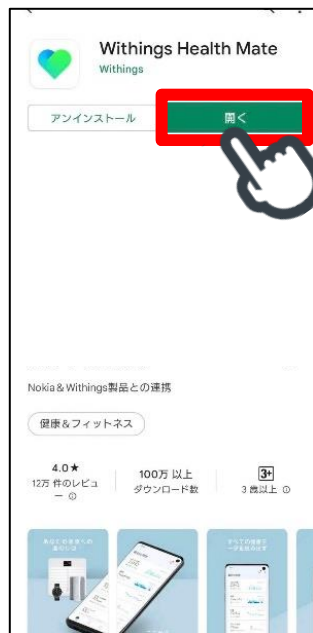 Withings Health Mate
Withings
アンインストール
開く
Nokia & Withings製品との連携
健康&フィットネス
4.0★
12万 件のレビュ
ー
100万 以上
ダウンロード数
3+
3 歳以上